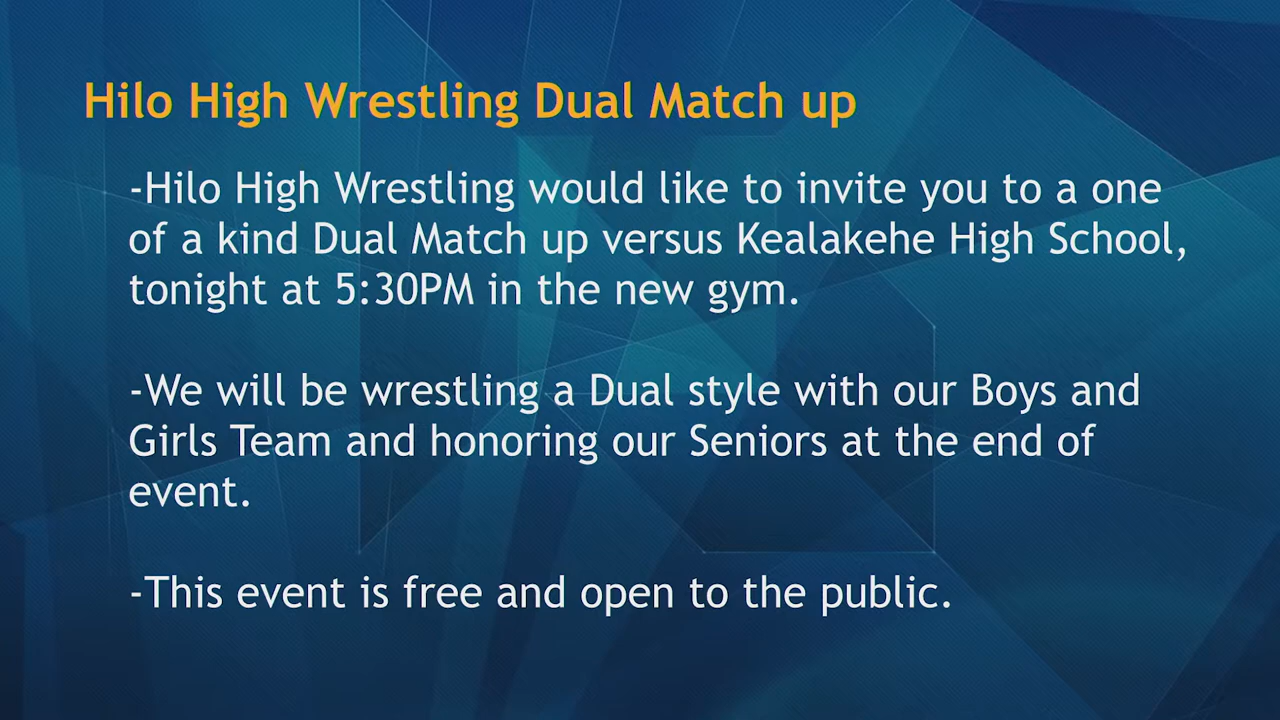 Hilo High Wrestling Dual Match up
-Hilo High Wrestling would like to invite you to a one
of a kind Dual Match up versus Kealakehe High School,
tonight at 5:30PM in the new gym.
-We will be wrestling a Dual style with our Boys and
Girls Team and honoring our Seniors at the end of
event.
-This event is free and open to the public.